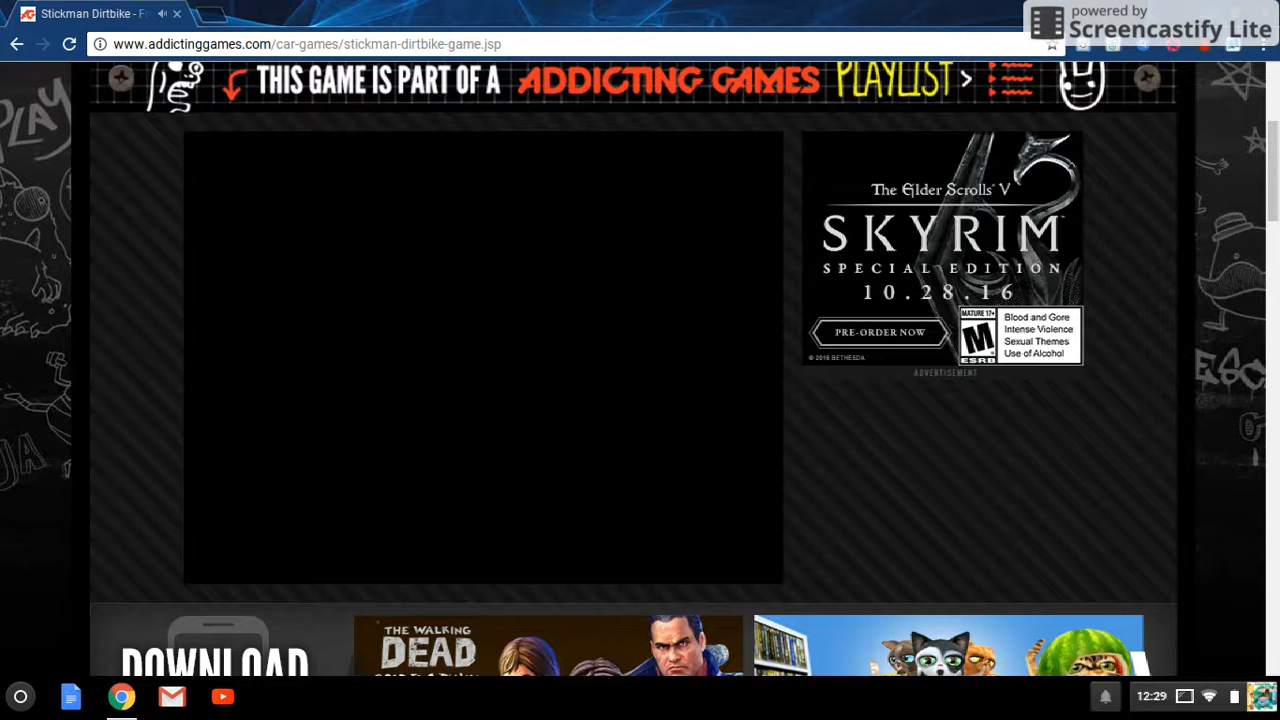 powered by
Screencastify Lite
Stickman Dirtbike - Fr
www.addictinggames.com/car-games/stickman-dirtbike-game.jsp
THIS GAME IS PART OF A ADDICTING GAMES PLAYLIST >
PLAY
The Elder Scrolls V
SKYRIM
SPECIAL EDITION
10.28.16
PRE-ORDER NOW
© 2016 BETHESDA
MATURE 17+
M
ESRB
Blood and Gore
Intense Violence
Sexual Themes
Use of Alcohol
ADVERTISEMENT
DOWNLOAD
THE WALKING
DEAD
12:29